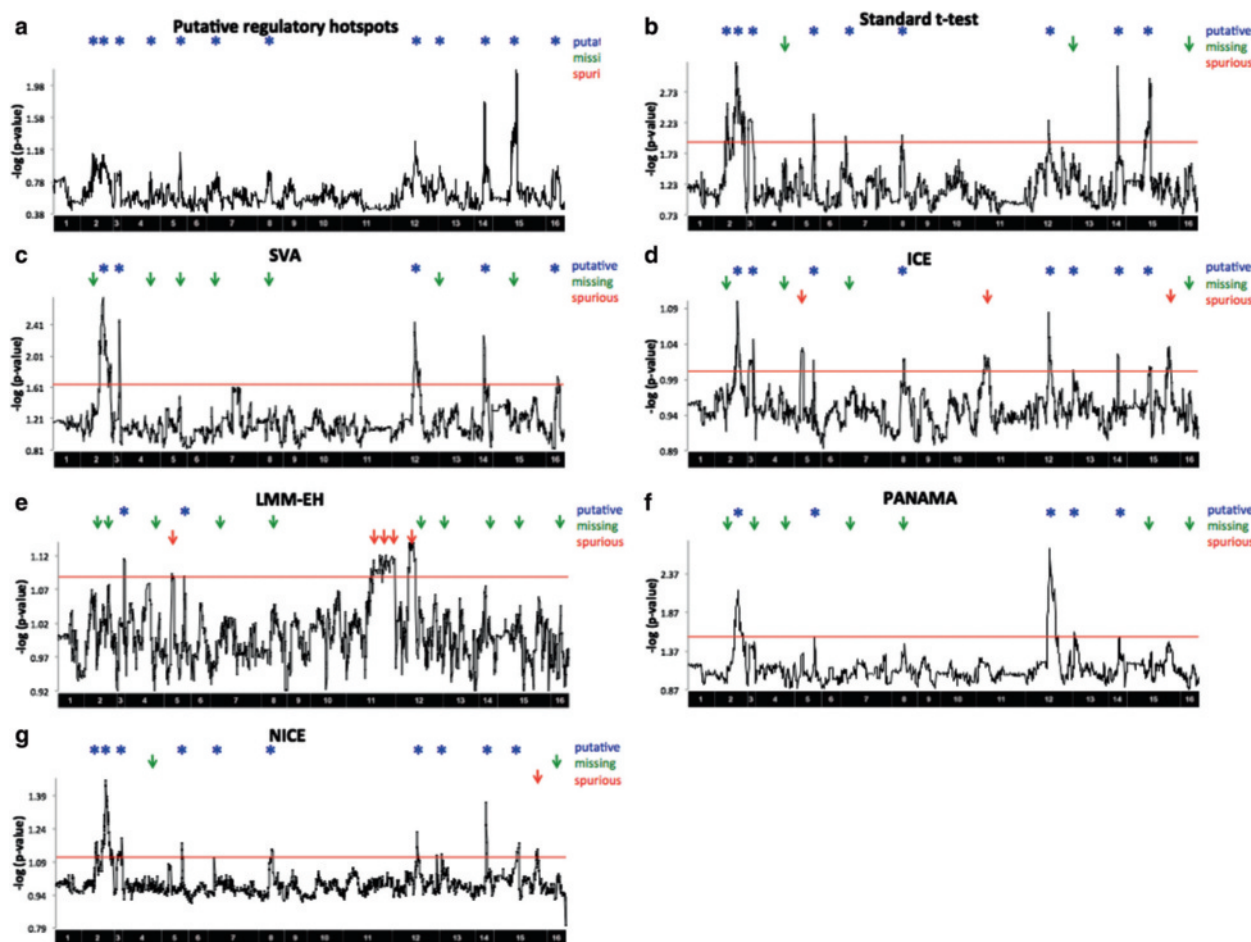 a
Putative regulatory hotspots
* * * * * * * * * * * *
putat
missi
spuri
-log (p-value)
1.98
1.58
1.18
0.78
0.38
1 2 3 4 5 6 7 8 9 10 11 12 13 14 15 16
b
Standard t-test
* * * * * * * * * *
putative
missing
spurious
-log (p-value)
2.73
2.23
1.73
1.23
0.73
1 2 3 4 5 6 7 8 9 10 11 12 13 14 15 16
c
SVA
* * * * *
putative
missing
spurious
-log (p-value)
2.41
2.01
1.61
1.21
0.81
1 2 3 4 5 6 7 8 9 10 11 12 13 14 15 16
d
ICE
* * * * * * *
putative
missing
spurious
-log (p-value)
1.09
1.04
0.99
0.94
0.89
1 2 3 4 5 6 7 8 9 10 11 12 13 14 15 16
e
LMM-EH
* *
putative
missing
spurious
-log (p-value)
1.12
1.07
1.02
0.97
0.92
1 2 3 4 5 6 7 8 9 10 11 12 13 14 15 16
f
PANAMA
* * * * *
putative
missing
spurious
-log (p-value)
2.37
1.87
1.37
0.87
1 2 3 4 5 6 7 8 9 10 11 12 13 14 15 16
g
NICE
* * * * * * * * * *
putative
missing
spurious
-log (p-value)
1.39
1.24
1.09
0.94
0.79
1 2 3 4 5 6 7 8 9 10 11 12 13 14 15 16